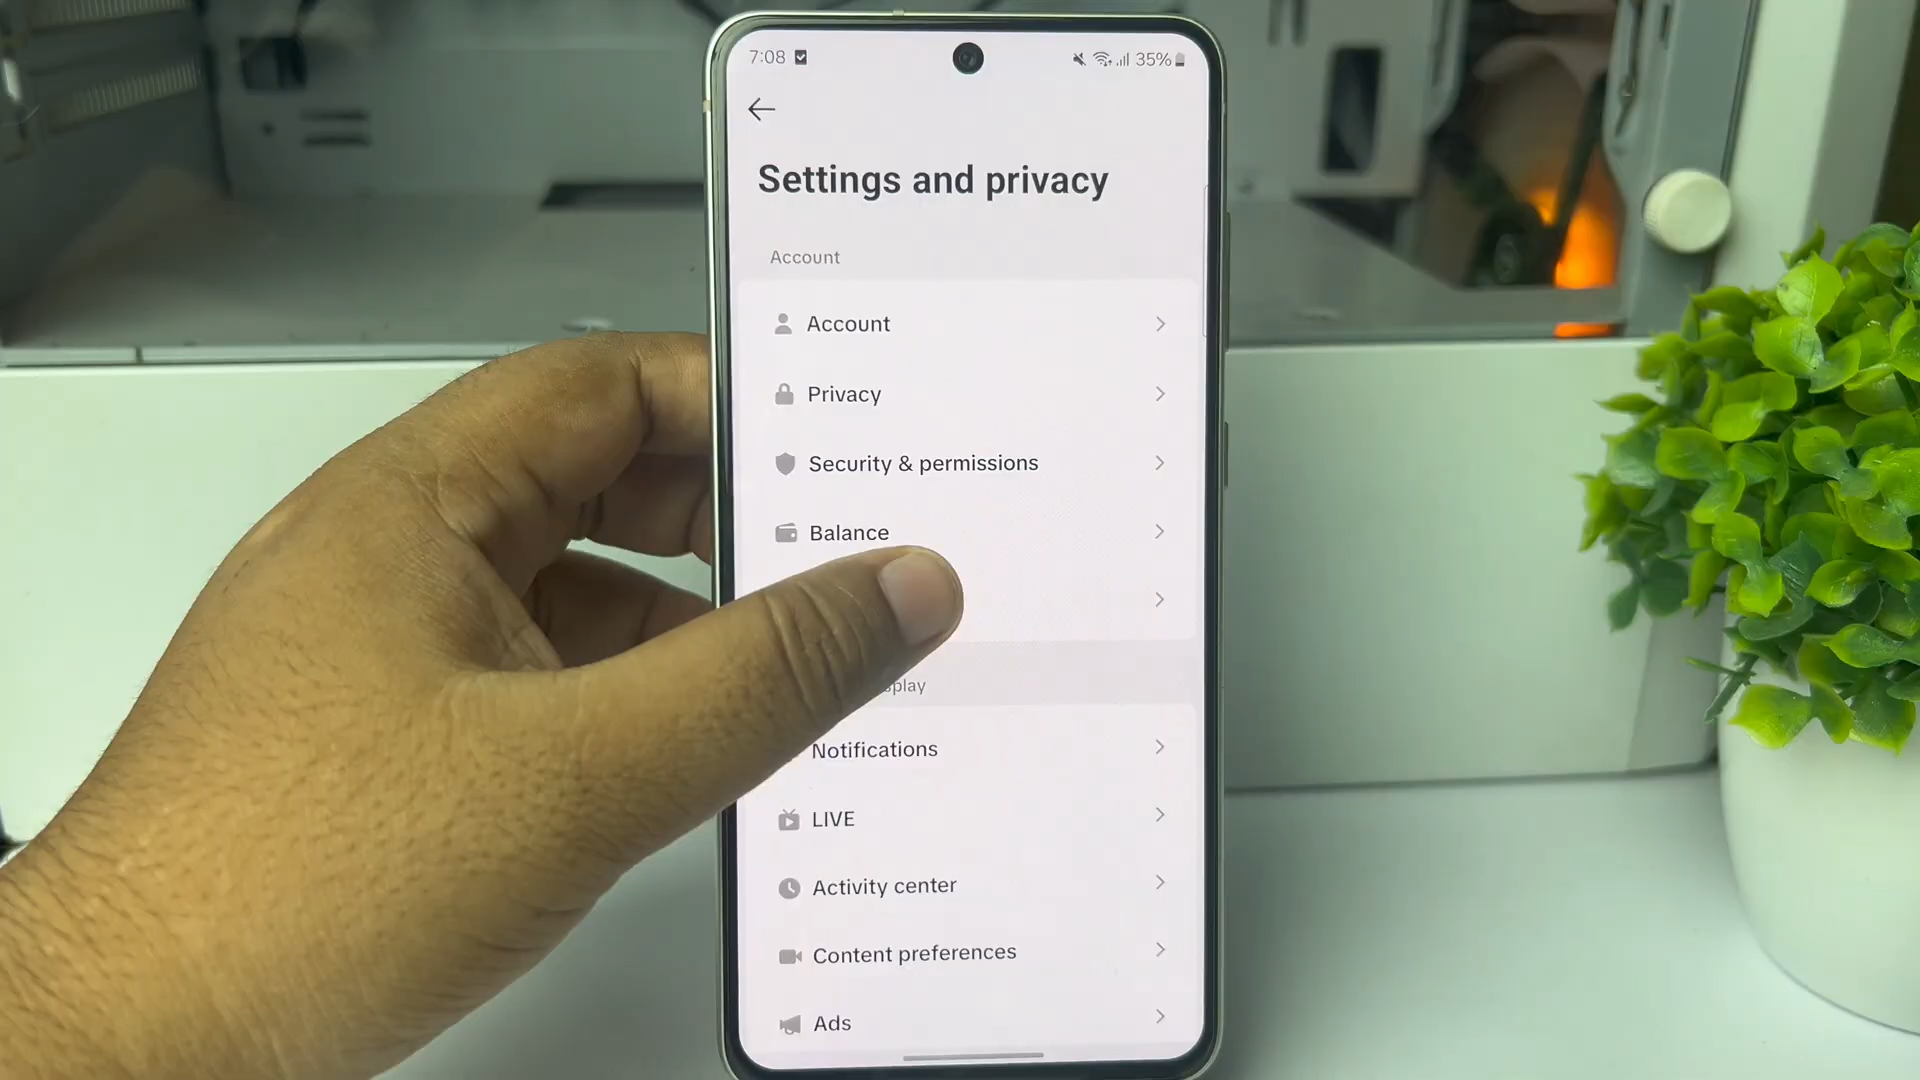 7:08 35%
Settings and privacy
Account
Account
Privacy
Security & permissions
Balance
Notifications
LIVE
Activity center
Content preferences
Ads